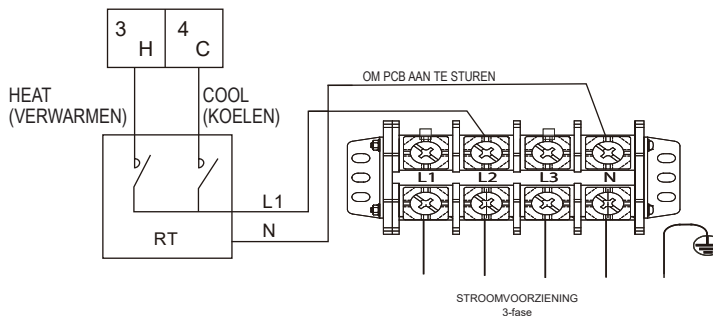 3 4
H C
OM PCB AAN TE STUREN
HEAT
(VERWARMEN)
COOL
(KOELEN)
L1 L2 L3 N
L1
N
RT
STROOMVOORZIENING
3-fase